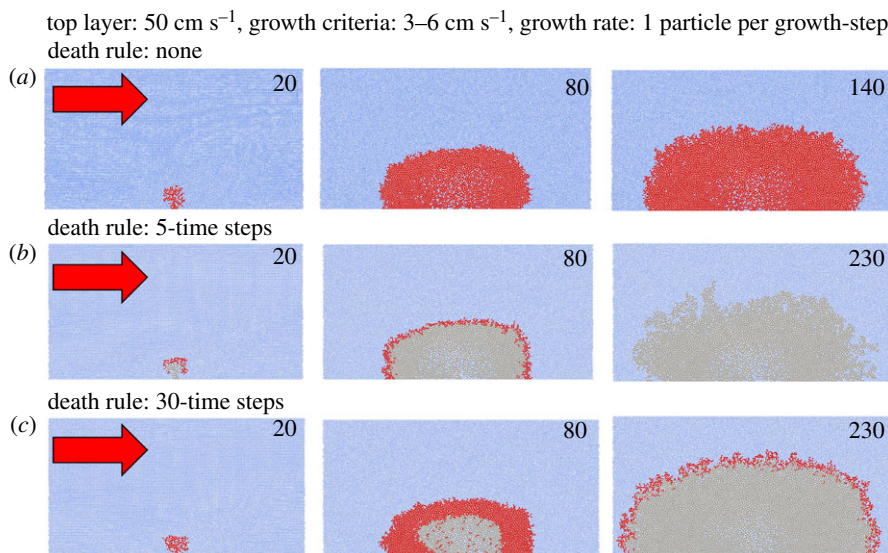 top layer: 50 cm s⁻¹, growth criteria: 3–6 cm s⁻¹, growth rate: 1 particle per growth-step
death rule: none
(a) 20 80 140
death rule: 5-time steps
(b) 20 80 230
death rule: 30-time steps
(c) 20 80 230